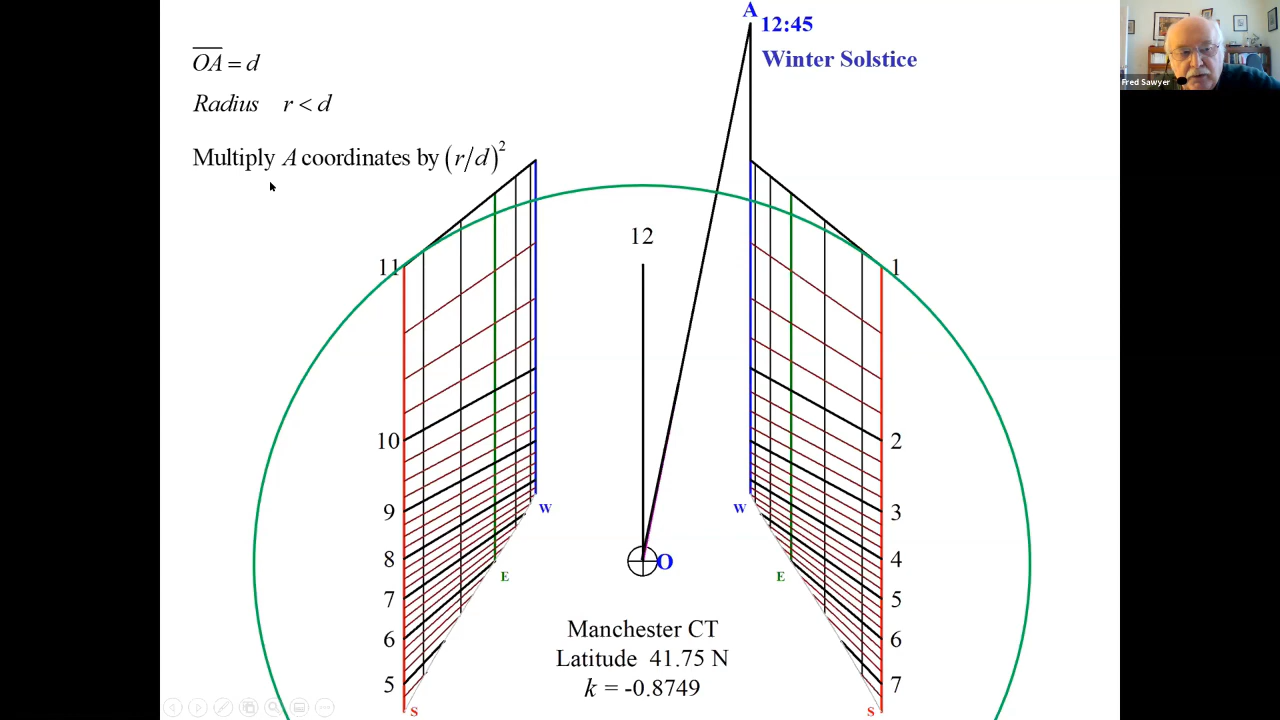 A
12:45
Winter Solstice
OA = d
Radius r < d
Multiply A coordinates by (r/d)²
Fred Sawyer
12
11
10
9
8
7
6
5
1
2
3
4
5
6
7
W
W
E
E
S
S
O
Manchester CT
Latitude 41.75 N
k = -0.8749